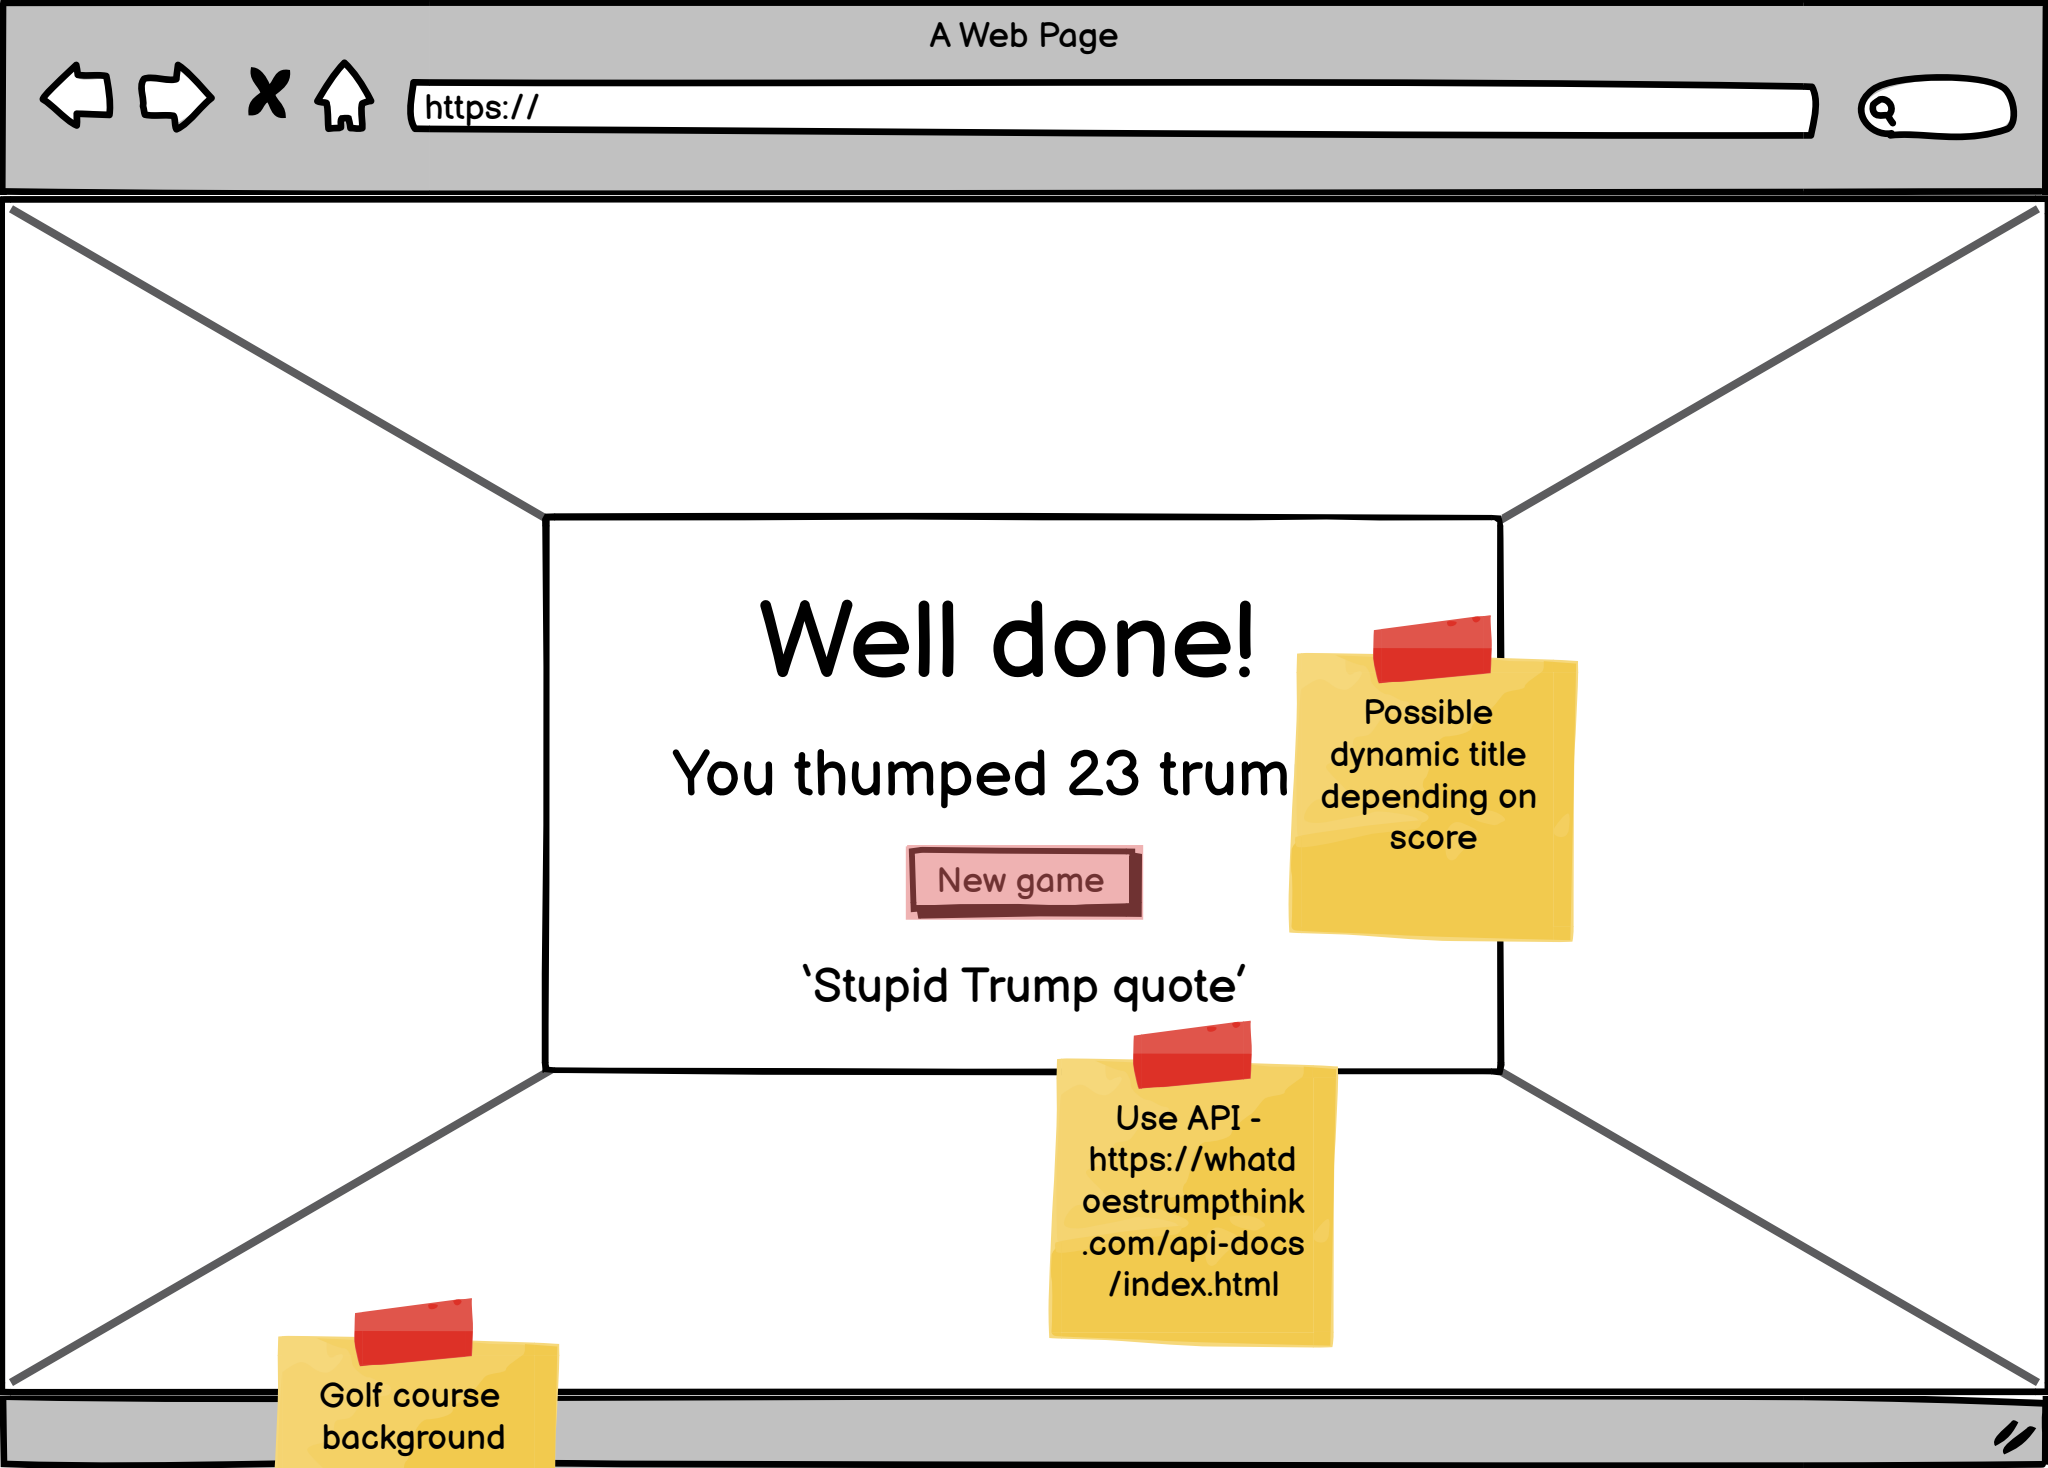 A Web Page
https://
Well done!
You thumped 23 trum
Possible
dynamic title
depending on
score
New game
'Stupid Trump quote'
Use API -
https://whatd
oestrumpthink
.com/api-docs
/index.html
Golf course
background